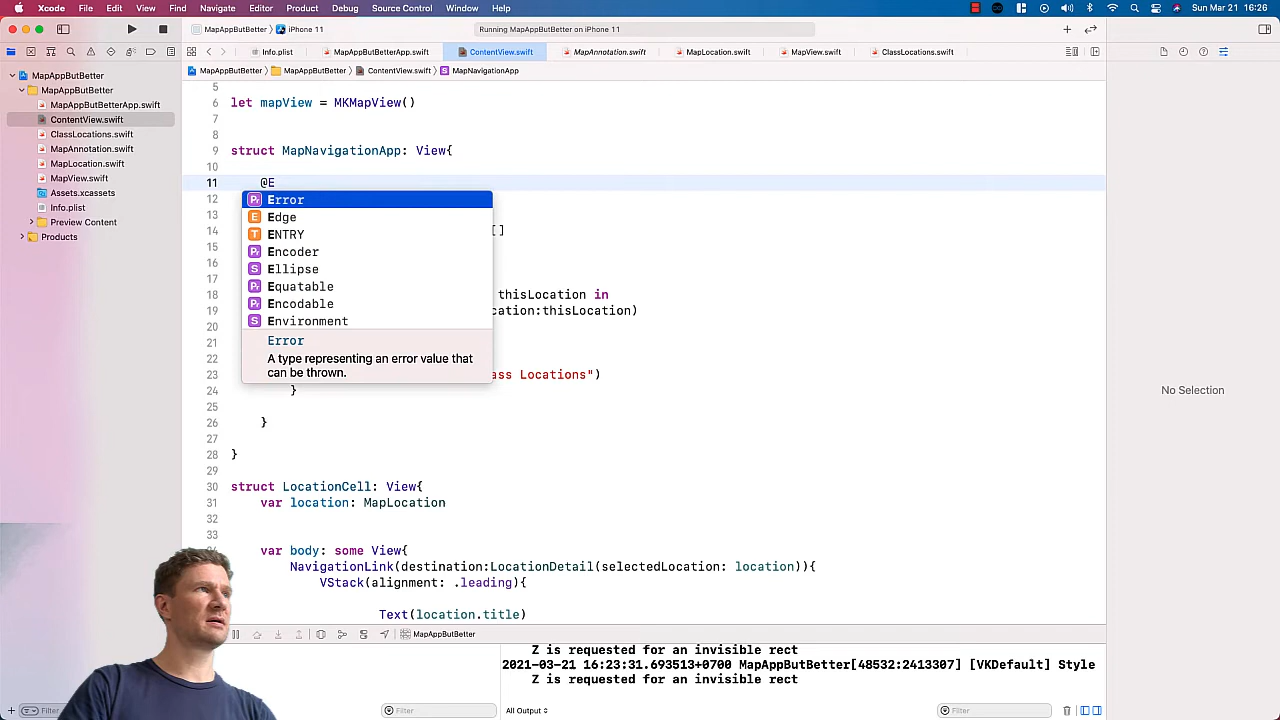 Xcode File Edit View Find Navigate Editor Product Debug Source Control Window Help Sun Mar 21 16:26
MapAppButBetter iPhone 11 Running MapAppButBetter on iPhone 11
Info.plist MapAppButBetterApp.swift ContentView.swift MapAnnotation.swift MapLocation.swift MapView.swift ClassLocations.swift
MapAppButBetter MapAppButBetter ContentView.swift MapNavigationApp
MapAppButBetter
MapAppButBetter
MapAppButBetterApp.swift
ContentView.swift
ClassLocations.swift
MapAnnotation.swift
MapLocation.swift
MapView.swift
Assets.xcassets
Info.plist
Preview Content
Products
5
6 let mapView = MKMapView()
7
8
9 struct MapNavigationApp: View{
10
11 @E
12
13
14 []
15
16
17
18 thisLocation in
19 cation:thisLocation)
20
21
22
23 ass Locations")
24 }
25
26 }
27
28 }
29
30 struct LocationCell: View{
31 var location: MapLocation
32
33
var body: some View{
NavigationLink(destination:LocationDetail(selectedLocation: location)){
VStack(alignment: .leading){
Text(location.title)
Error
Edge
ENTRY
Encoder
Ellipse
Equatable
Encodable
Environment
Error
A type representing an error value that
can be thrown.
No Selection
MapAppButBetter
Z is requested for an invisible rect
2021-03-21 16:23:31.693513+0700 MapAppButBetter[48532:2413307] [VKDefault] Style
Z is requested for an invisible rect
Filter Filter All Output Filter